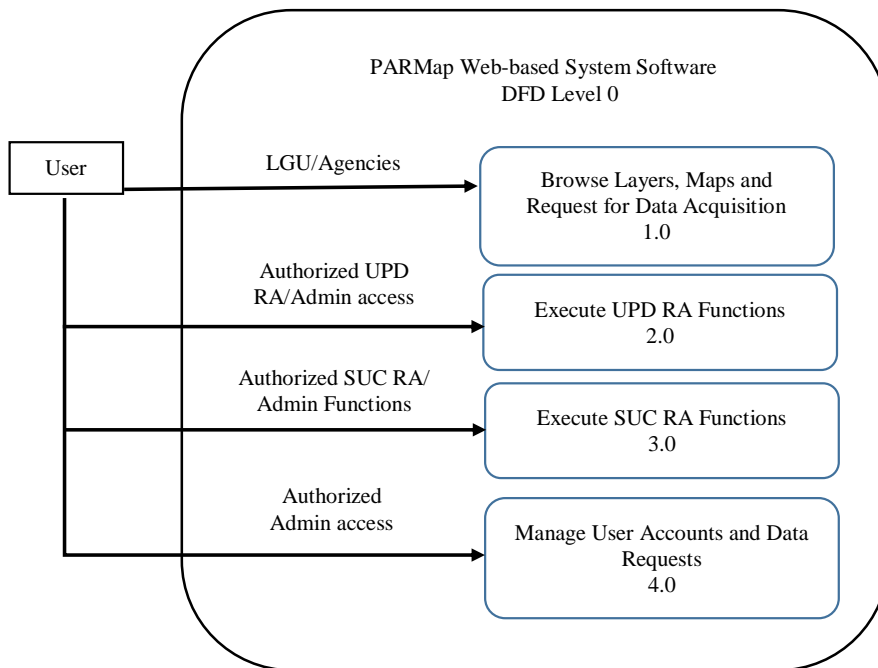 PARMap Web-based System Software
DFD Level 0
User
LGU/Agencies
Browse Layers, Maps and
Request for Data Acquisition
1.0
Authorized UPD
RA/Admin access
Execute UPD RA Functions
2.0
Authorized SUC RA/
Admin Functions
Execute SUC RA Functions
3.0
Authorized
Admin access
Manage User Accounts and Data
Requests
4.0